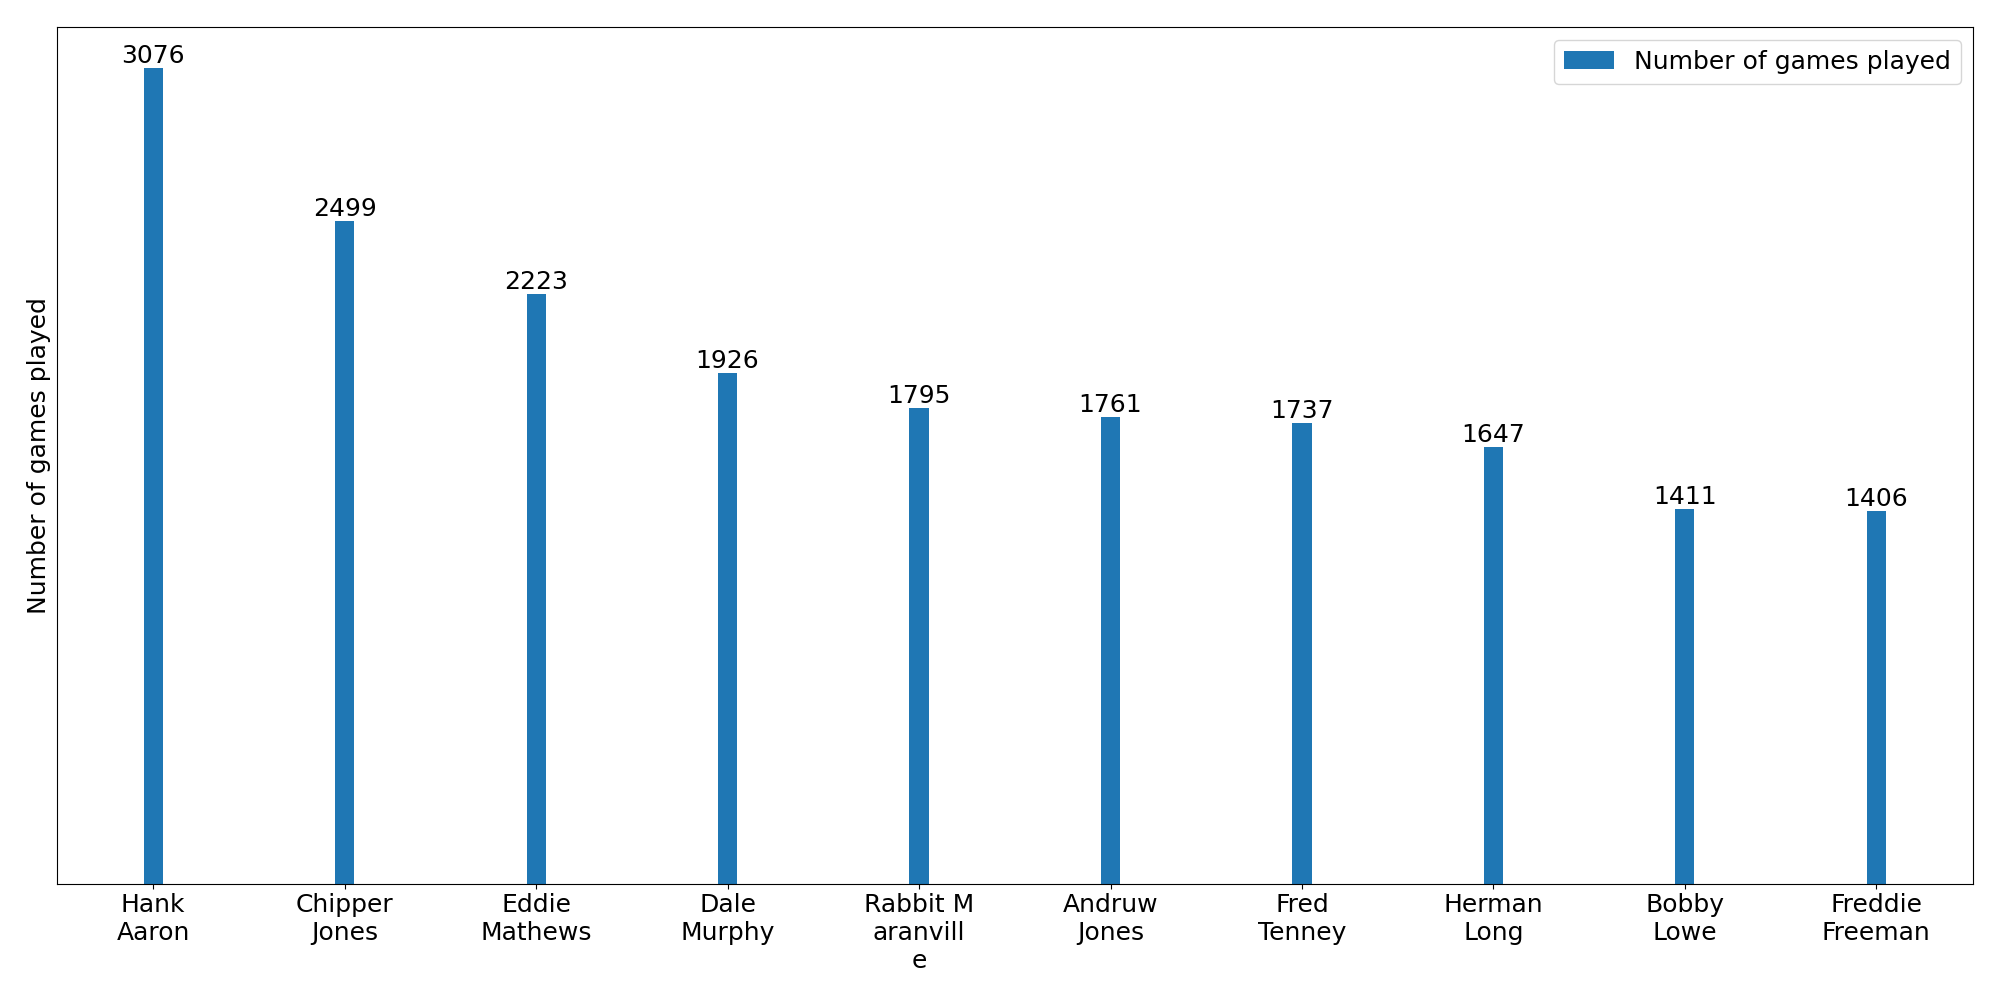 3076
Number of games played
2499
2223
1926
1795
1761
1737
1647
1411
1406
Number of games played
Hank
Aaron
Chipper
Jones
Eddie
Mathews
Dale
Murphy
Rabbit M
aranvill
e
Andruw
Jones
Fred
Tenney
Herman
Long
Bobby
Lowe
Freddie
Freeman